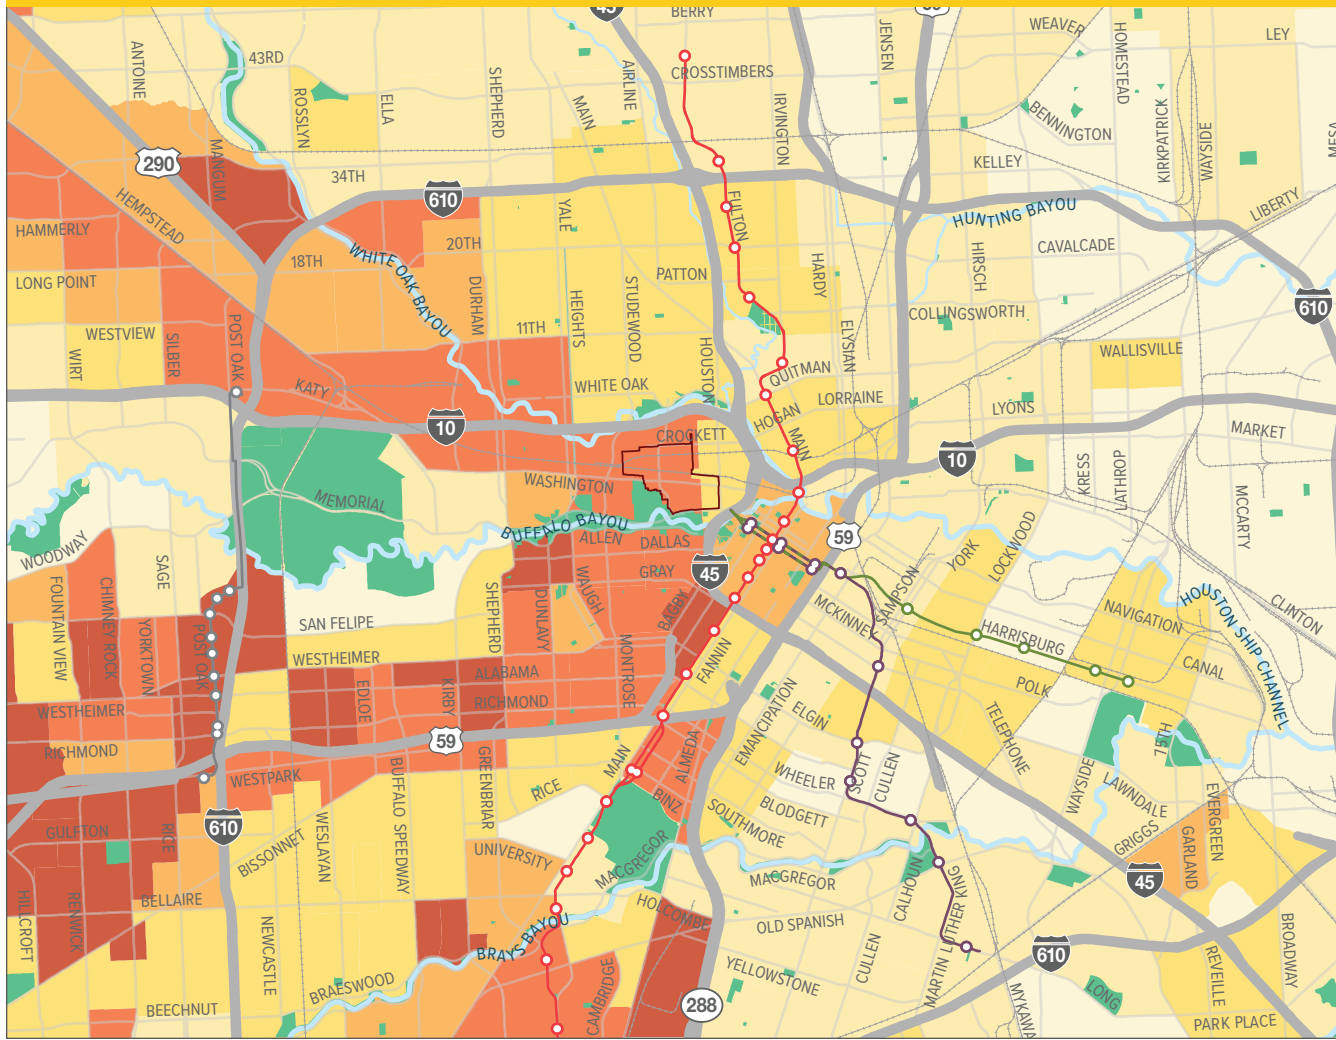 45
59
BERRY
JENSEN
WEAVER
HOMESTEAD
LEY
ANTOINE
43RD
ROSSLYN
ELLA
SHEPHERD
MAIN
AIRLINE
CROSSTIMBERS
IRVINGTON
BENNINGTON
KIRKPATRICK
WAYSIDE
MESA
290
MANGUM
34TH
610
KELLEY
HEMPSTEAD
HAMMERLY
YALE
FULTON
HUNTING BAYOU
LIBERTY
20TH
18TH
WHITE OAK BAYOU
CAVALCADE
HIRSCH
LONG POINT
DURHAM
PATTON
HARDY
610
HEIGHTS
STUDEWOOD
COLLINGSWORTH
WESTVIEW
POST OAK
11TH
ELYSIAN
SILBER
WIRT
HOUSTON
WALLISVILLE
KATY
WHITE OAK
QUITMAN
LORRAINE
LYONS
HOGAN
10
CROCKETT
MAIN
MARKET
10
KRESS
LATHROP
WASHINGTON
MEMORIAL
MCCARTY
BUFFALO BAYOU
ALLEN
DALLAS
59
WOODWAY
SAGE
YORK
LOCKWOOD
GRAY
45
FOUNTAIN VIEW
CHIMNEY ROCK
YORKTOWN
POST OAK
SHEPHERD
DUNLAVY
WAUGH
BAGBY
MCKINNEY
SAMPSON
NAVIGATION
HOUSTON SHIP CHANNEL
CLINTON
SAN FELIPE
HARRISBURG
WESTHEIMER
MONTROSE
FANNIN
CANAL
ALABAMA
EDLOE
KIRBY
RICHMOND
POLK
WESTHEIMER
EMANCIPATION
ELGIN
TELEPHONE
RICHMOND
59
ALMEDA
75TH
WESTPARK
BUFFALO SPEEDWAY
GREENBRIAR
MAIN
RICE
BINZ
WHEELER
SCOTT
CULLEN
WAYSIDE
LAWNDALE
EVERGREEN
610
GULFTON
RICE
BISSONNET
WESLAYAN
SOUTHMORE
BLODGETT
GRIGGS
GARLAND
UNIVERSITY
MACGREGOR
MACGREGOR
CALHOUN
45
HILLCROFT
RENWICK
BELLAIRE
NEWCASTLE
HOLCOMBE
OLD SPANISH
MARTIN LUTHER KING
BROADWAY
BRAYS BAYOU
CULLEN
610
REVEILLE
BRAESWOOD
CAMBRIDGE
YELLOWSTONE
BEECHNUT
288
MYKAWA
LONG
PARK PLACE